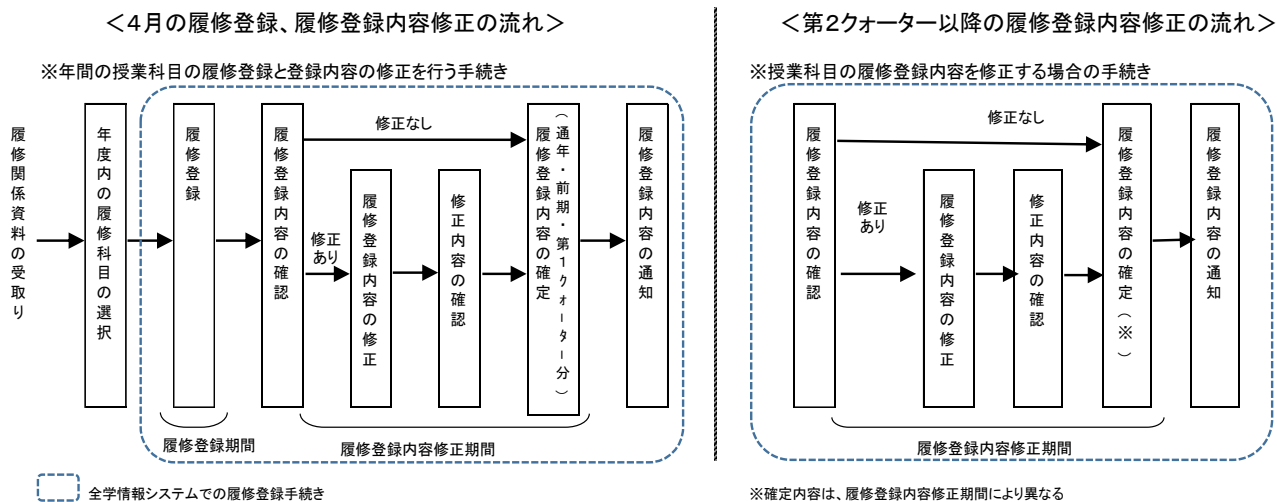 <4月の履修登録、履修登録内容修正の流れ>
※年間の授業科目の履修登録と登録内容の修正を行う手続き
履修関係資料の受取り
年度内の履修科目の選択
履修登録
履修登録内容の確認
修正なし
修正
あり
履修登録内容の修正
修正内容の確認
履修登録内容の確定
(通年・前期・第1クォーター分)
履修登録内容の通知
履修登録期間
履修登録内容修正期間
全学情報システムでの履修登録手続き
<第2クォーター以降の履修登録内容修正の流れ>
※授業科目の履修登録内容を修正する場合の手続き
履修登録内容の確認
修正なし
修正
あり
履修登録内容の修正
修正内容の確認
履修登録内容の確定(※)
履修登録内容の通知
履修登録内容修正期間
※確定内容は、履修登録内容修正期間により異なる